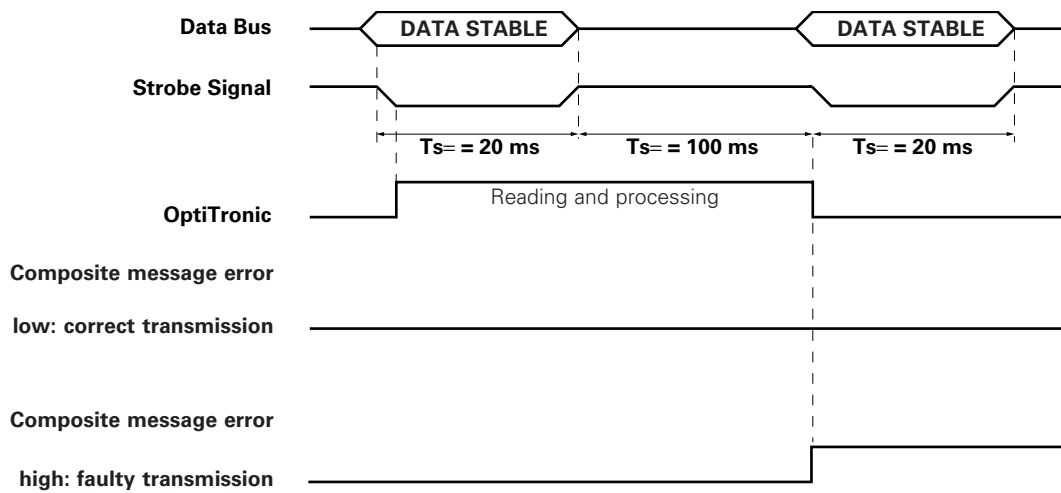 Data Bus DATA STABLE DATA STABLE
Strobe Signal
Ts= = 20 ms Ts= = 100 ms Ts= = 20 ms
Reading and processing
OptiTronic
Composite message error
low: correct transmission
Composite message error
high: faulty transmission